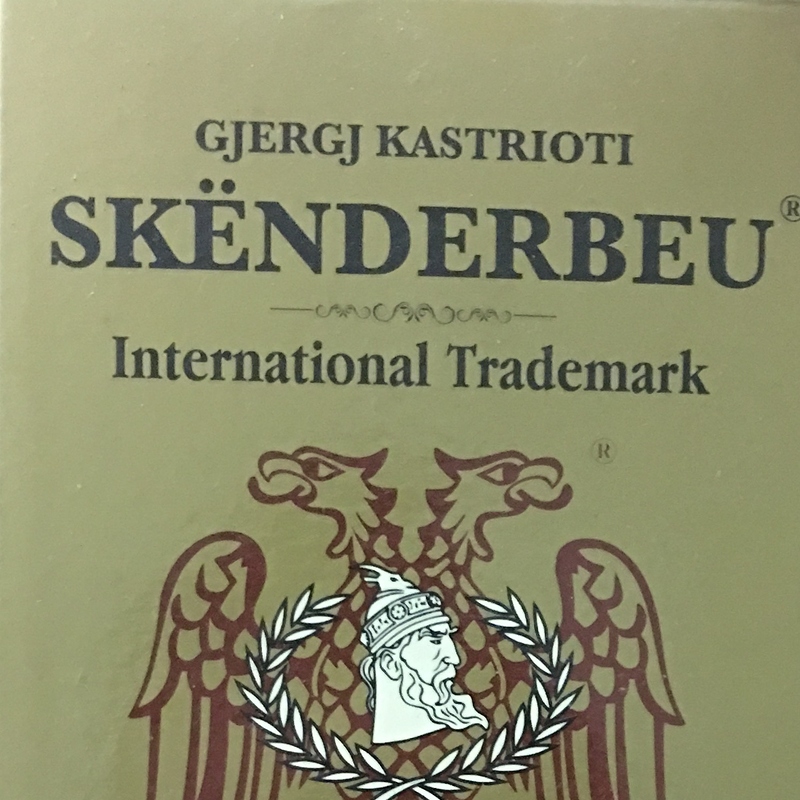 GJERGJ KASTRIOTI
SKËNDERBEU®
International Trademark
®